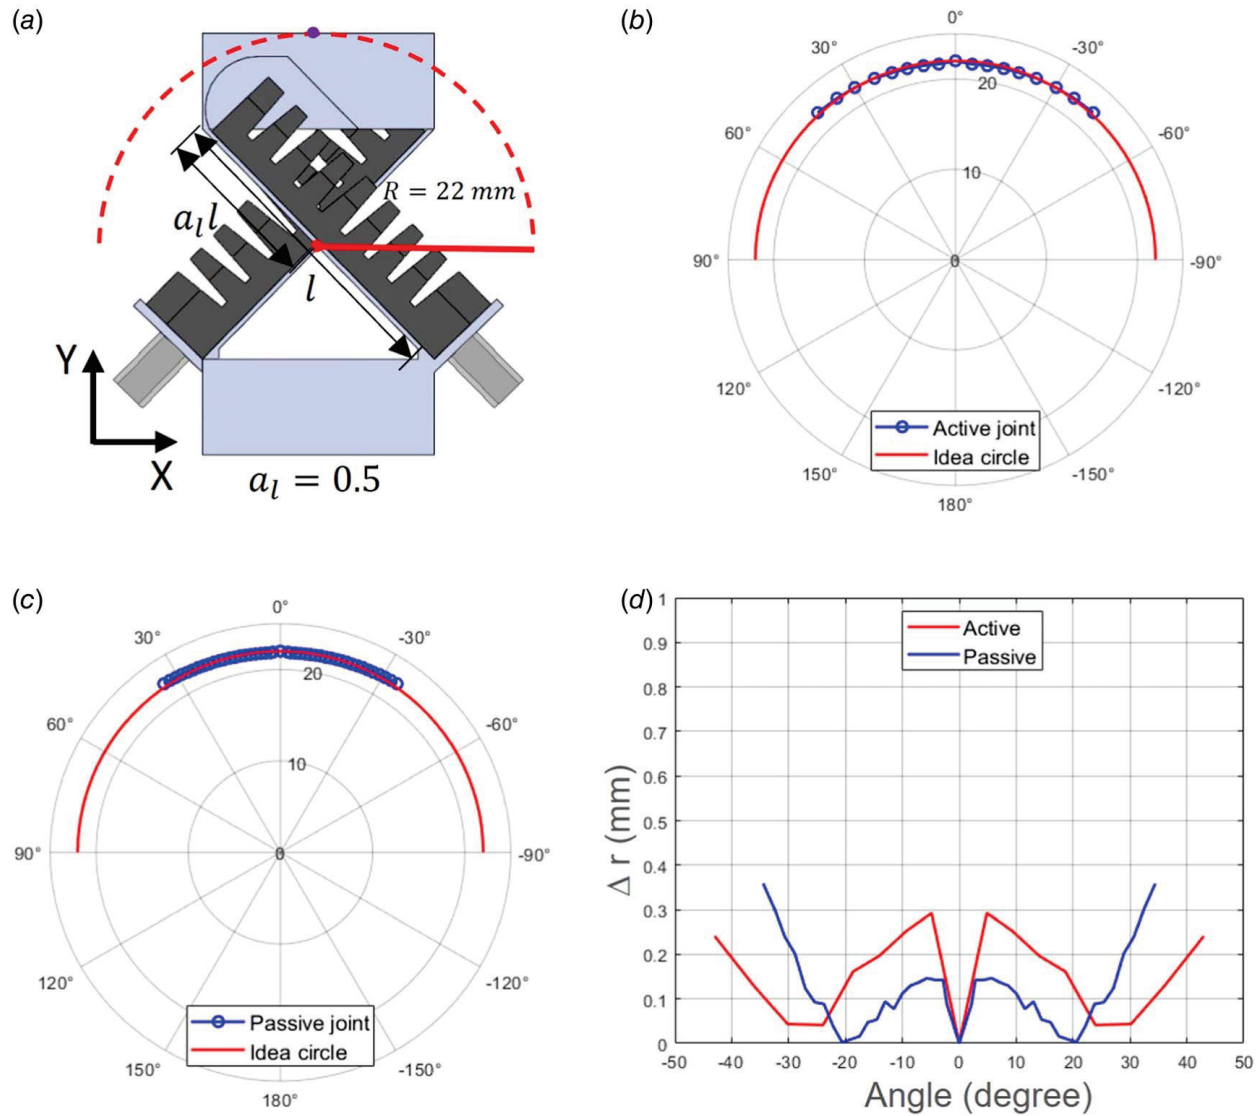 (a)
R = 22 mm
a_l l
l
Y
X
a_l = 0.5
(b)
0°
30°
-30°
20
60°
-60°
10
90°
0
-90°
120°
-120°
Active joint
Idea circle
150°
-150°
180°
(c)
0°
30°
-30°
20
60°
-60°
10
90°
0
-90°
120°
-120°
Passive joint
Idea circle
150°
-150°
180°
(d)
1
0.9
0.8
0.7
0.6
0.5
0.4
0.3
0.2
0.1
0
Δ r (mm)
Active
Passive
-50 -40 -30 -20 -10 0 10 20 30 40 50
Angle (degree)